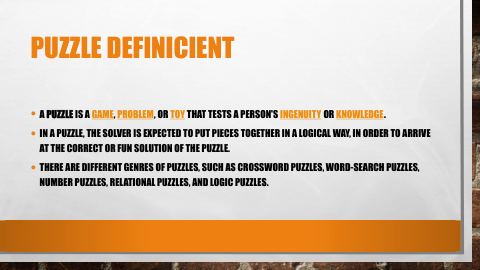 PUZZLE DEFINICIENT
• A PUZZLE IS A GAME, PROBLEM, OR TOY THAT TESTS A PERSON'S INGENUITY OR KNOWLEDGE.
• IN A PUZZLE, THE SOLVER IS EXPECTED TO PUT PIECES TOGETHER IN A LOGICAL WAY, IN ORDER TO ARRIVE
AT THE CORRECT OR FUN SOLUTION OF THE PUZZLE.
• THERE ARE DIFFERENT GENRES OF PUZZLES, SUCH AS CROSSWORD PUZZLES, WORD-SEARCH PUZZLES,
NUMBER PUZZLES, RELATIONAL PUZZLES, AND LOGIC PUZZLES.